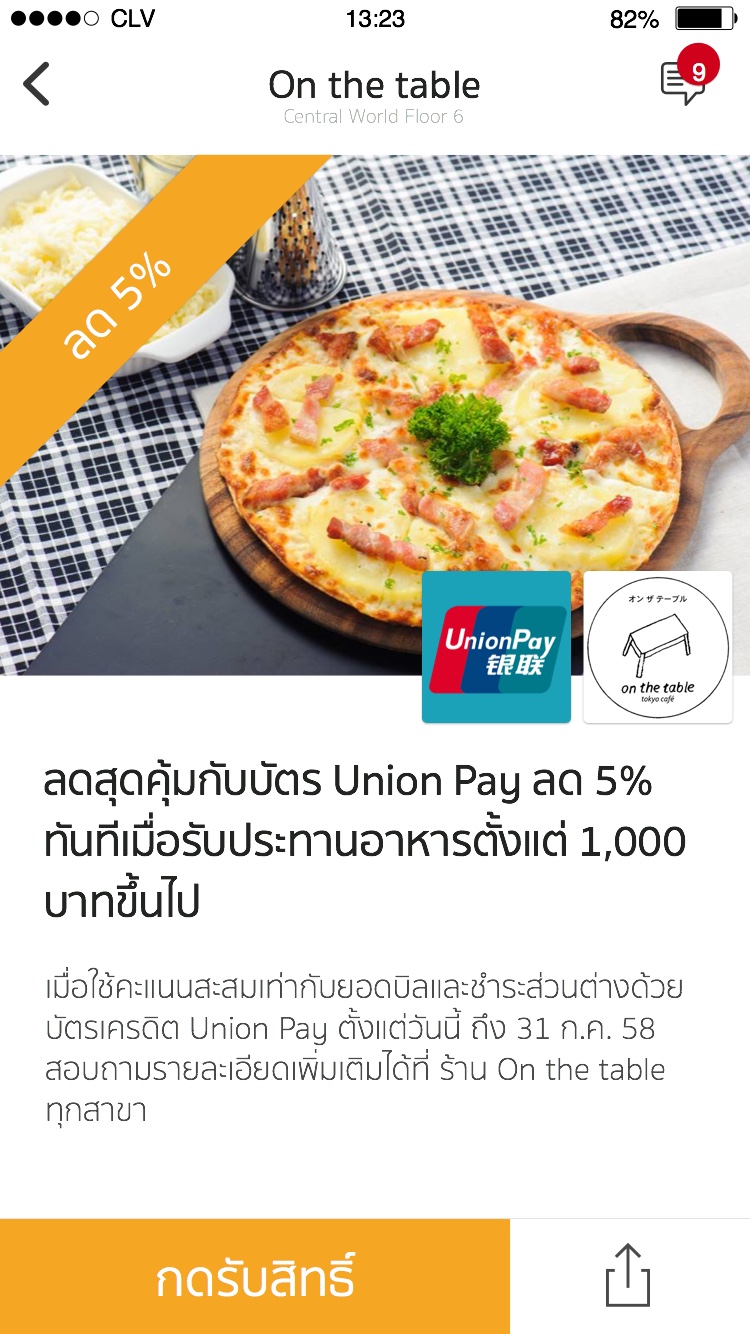 CLV 13:23 82%
On the table
9
Central World Floor 6
ลด 5%
UnionPay
银联
オン ザ テーブル
on the table
tokyo café
ลดสุดคุ้มกับบัตร Union Pay ลด 5%
ทันทีเมื่อรับประทานอาหารตั้งแต่ 1,000
บาทขึ้นไป
เมื่อใช้คะแนนสะสมเท่ากับยอดบิลและชำระส่วนต่างด้วย
บัตรเครดิต Union Pay ตั้งแต่วันนี้ ถึง 31 ก.ค. 58
สอบถามรายละเอียดเพิ่มเติมได้ที่ ร้าน On the table
ทุกสาขา
กดรับสิทธิ์